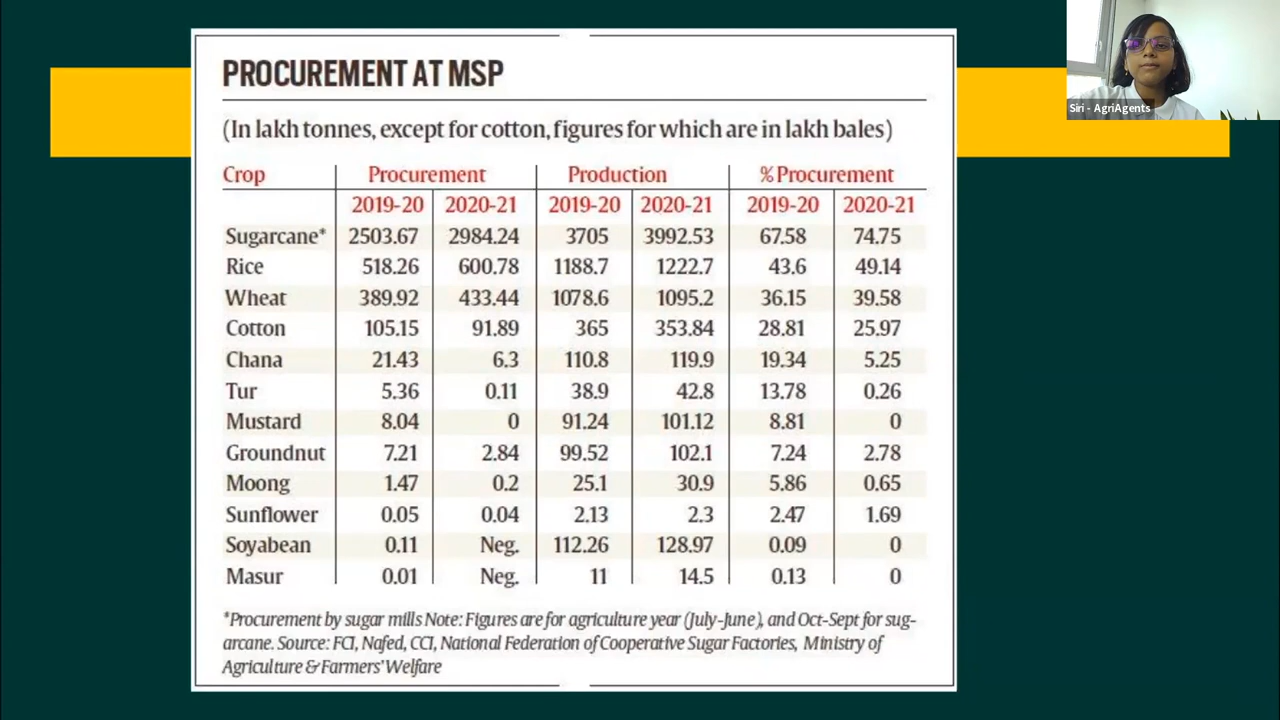 PROCUREMENT AT MSP
(In lakh tonnes, except for cotton, figures for which are in lakh bales)
Crop Procurement Production % Procurement
2019-20 2020-21 2019-20 2020-21 2019-20 2020-21
Sugarcane* 2503.67 2984.24 3705 3992.53 67.58 74.75
Rice 518.26 600.78 1188.7 1222.7 43.6 49.14
Wheat 389.92 433.44 1078.6 1095.2 36.15 39.58
Cotton 105.15 91.89 365 353.84 28.81 25.97
Chana 21.43 6.3 110.8 119.9 19.34 5.25
Tur 5.36 0.11 38.9 42.8 13.78 0.26
Mustard 8.04 0 91.24 101.12 8.81 0
Groundnut 7.21 2.84 99.52 102.1 7.24 2.78
Moong 1.47 0.2 25.1 30.9 5.86 0.65
Sunflower 0.05 0.04 2.13 2.3 2.47 1.69
Soyabean 0.11 Neg. 112.26 128.97 0.09 0
Masur 0.01 Neg. 11 14.5 0.13 0
*Procurement by sugar mills Note: Figures are for agriculture year (July-June), and Oct-Sept for sug-
arcane. Source: FCI, Nafed, CCI, National Federation of Cooperative Sugar Factories, Ministry of
Agriculture & Farmers' Welfare
Siri - AgriAgents